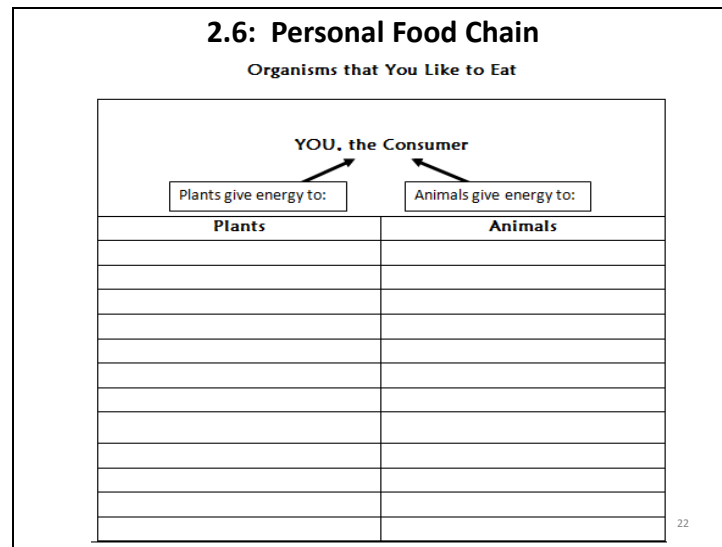 2.6: Personal Food Chain
Organisms that You Like to Eat
YOU. the Consumer
Plants give energy to:
Animals give energy to:
Plants
Animals
22